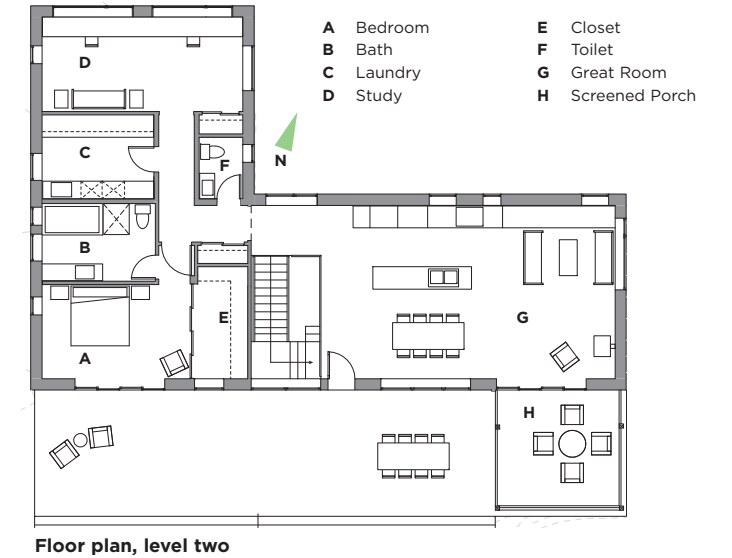 A Bedroom
B Bath
C Laundry
D Study
E Closet
F Toilet
G Great Room
H Screened Porch
N
D
C
F
B
E
G
A
H
Floor plan, level two